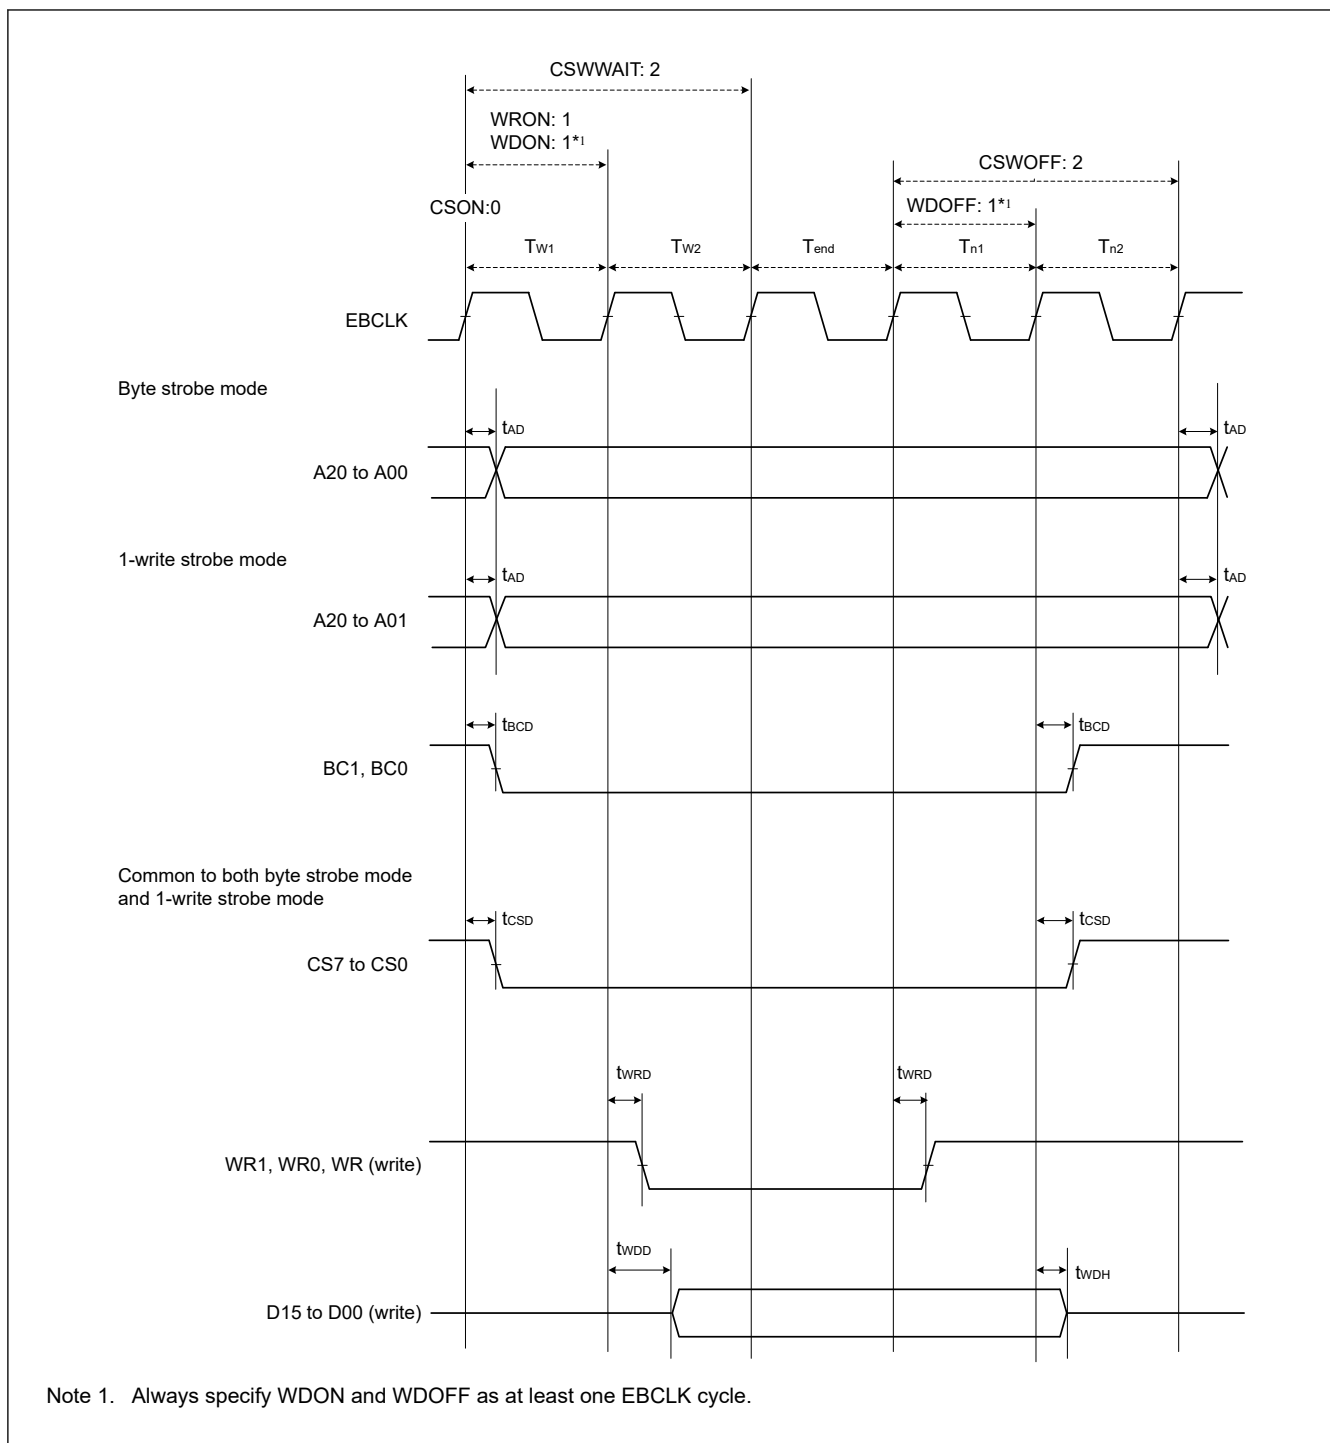 CSWWAIT: 2
WRON: 1
WDON: 1*1
CSWOFF: 2
WDOFF: 1*1
CSON:0
TW1
TW2
Tend
Tn1
Tn2
EBCLK
Byte strobe mode
tAD
tAD
A20 to A00
1-write strobe mode
tAD
tAD
A20 to A01
tBCD
tBCD
BC1, BC0
Common to both byte strobe mode
and 1-write strobe mode
tCSD
tCSD
CS7 to CS0
tWRD
tWRD
WR1, WR0, WR (write)
tWDD
tWDH
D15 to D00 (write)
Note 1. Always specify WDON and WDOFF as at least one EBCLK cycle.